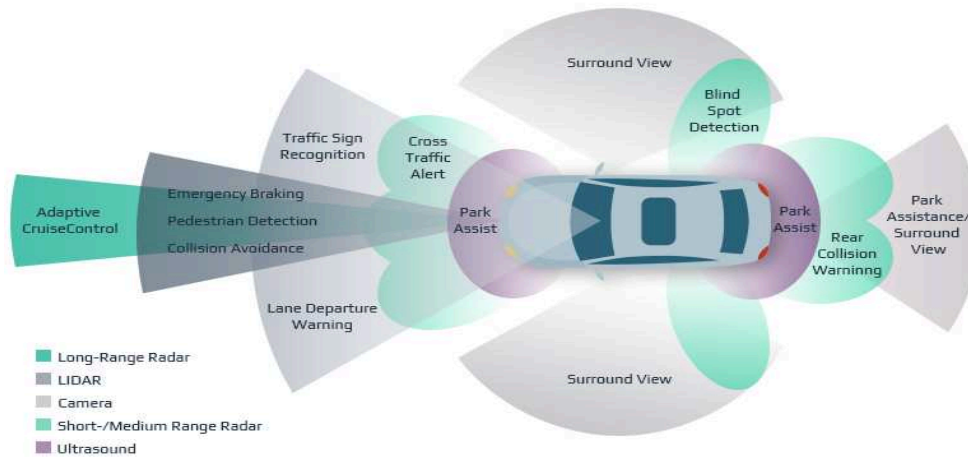 Surround View
Blind
Spot
Detection
Traffic Sign
Recognition
Cross
Traffic
Alert
Adaptive
CruiseControl
Emergency Braking
Pedestrian Detection
Collision Avoidance
Park
Assist
Park
Assist
Rear
Collision
Warninng
Park
Assistance/
Surround
View
Lane Departure
Warning
Surround View
Long-Range Radar
LIDAR
Camera
Short-/Medium Range Radar
Ultrasound